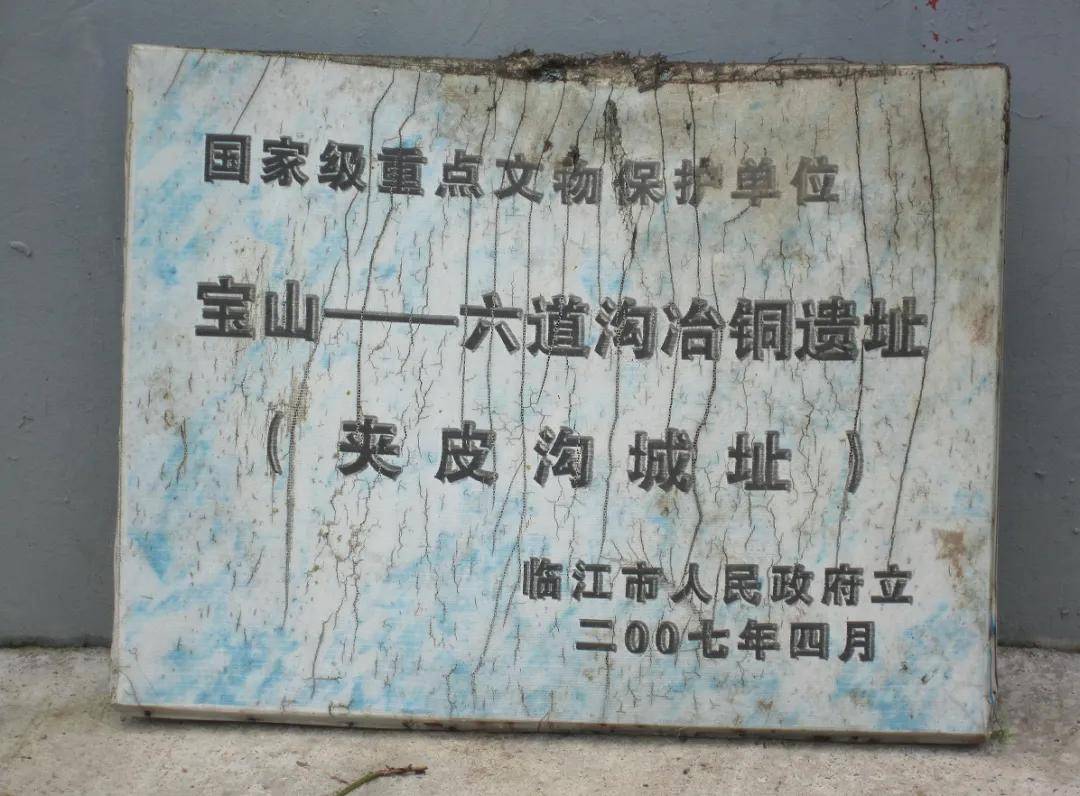 国家级重点文物保护单位
宝山——六道沟冶铜遗址
（夹皮沟城址）
临江市人民政府立
二00七年四月